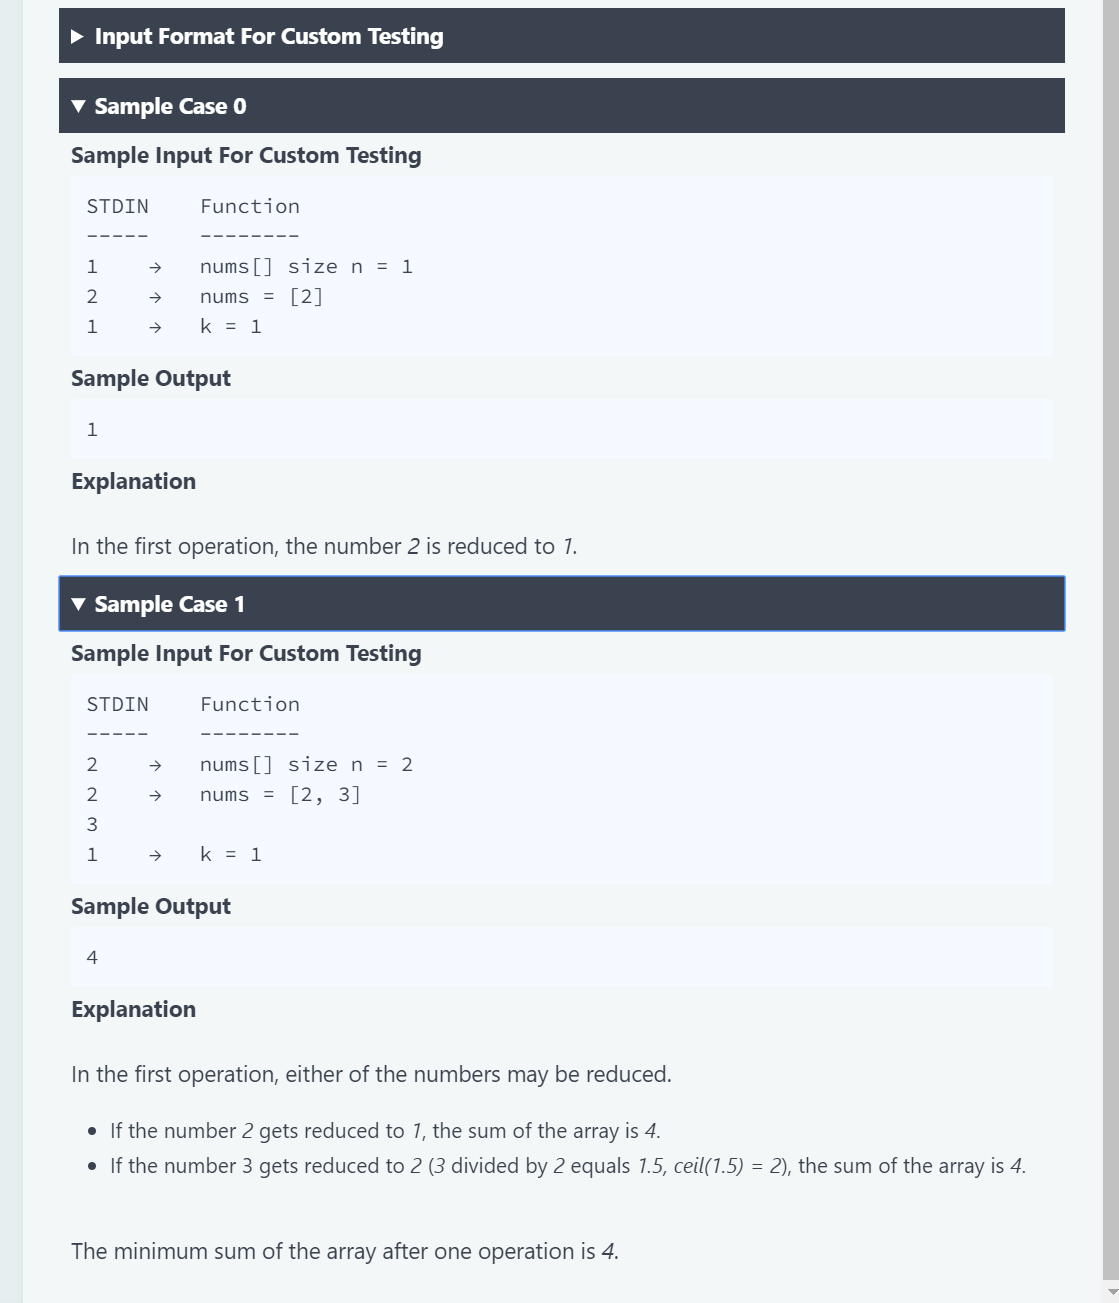 ▶ Input Format For Custom Testing
▼ Sample Case 0
Sample Input For Custom Testing
STDIN    Function
-----    --------
1    →   nums[] size n = 1
2    →   nums = [2]
1    →   k = 1
Sample Output
1
Explanation
In the first operation, the number 2 is reduced to 1.
▼ Sample Case 1
Sample Input For Custom Testing
STDIN    Function
-----    --------
2    →   nums[] size n = 2
2    →   nums = [2, 3]
3
1    →   k = 1
Sample Output
4
Explanation
In the first operation, either of the numbers may be reduced.
• If the number 2 gets reduced to 1, the sum of the array is 4.
• If the number 3 gets reduced to 2 (3 divided by 2 equals 1.5, ceil(1.5) = 2), the sum of the array is 4.
The minimum sum of the array after one operation is 4.